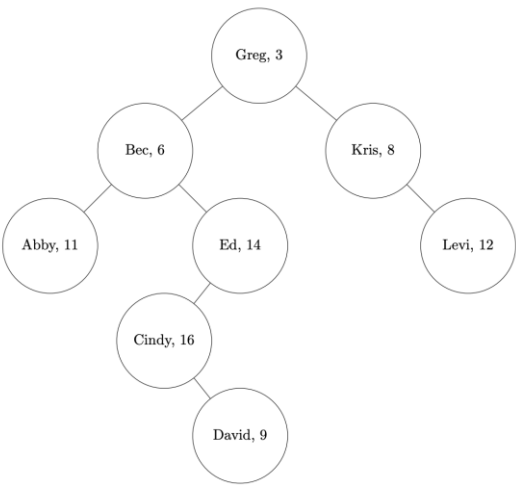 Greg, 3
Bec, 6
Kris, 8
Abby, 11
Ed, 14
Levi, 12
Cindy, 16
David, 9